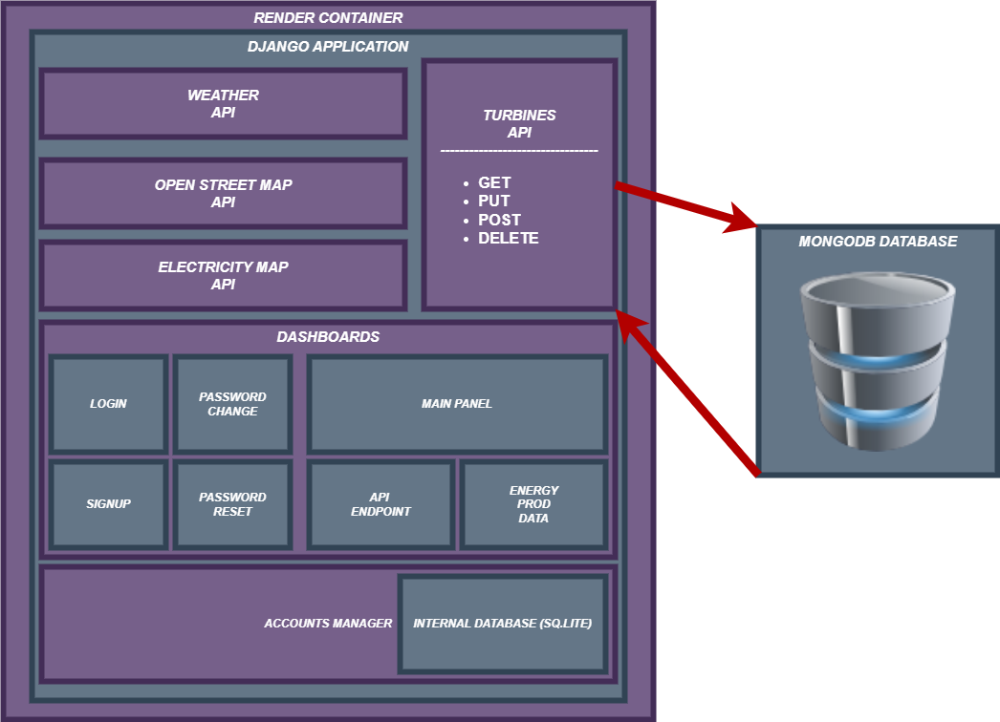 RENDER CONTAINER
DJANGO APPLICATION
WEATHER
API
OPEN STREET MAP
API
ELECTRICITY MAP
API
TURBINES
API
---------------------------------
• GET
• PUT
• POST
• DELETE
MONGODB DATABASE
DASHBOARDS
LOGIN
PASSWORD
CHANGE
MAIN PANEL
SIGNUP
PASSWORD
RESET
API
ENDPOINT
ENERGY
PROD
DATA
ACCOUNTS MANAGER
INTERNAL DATABASE (SQ.LITE)